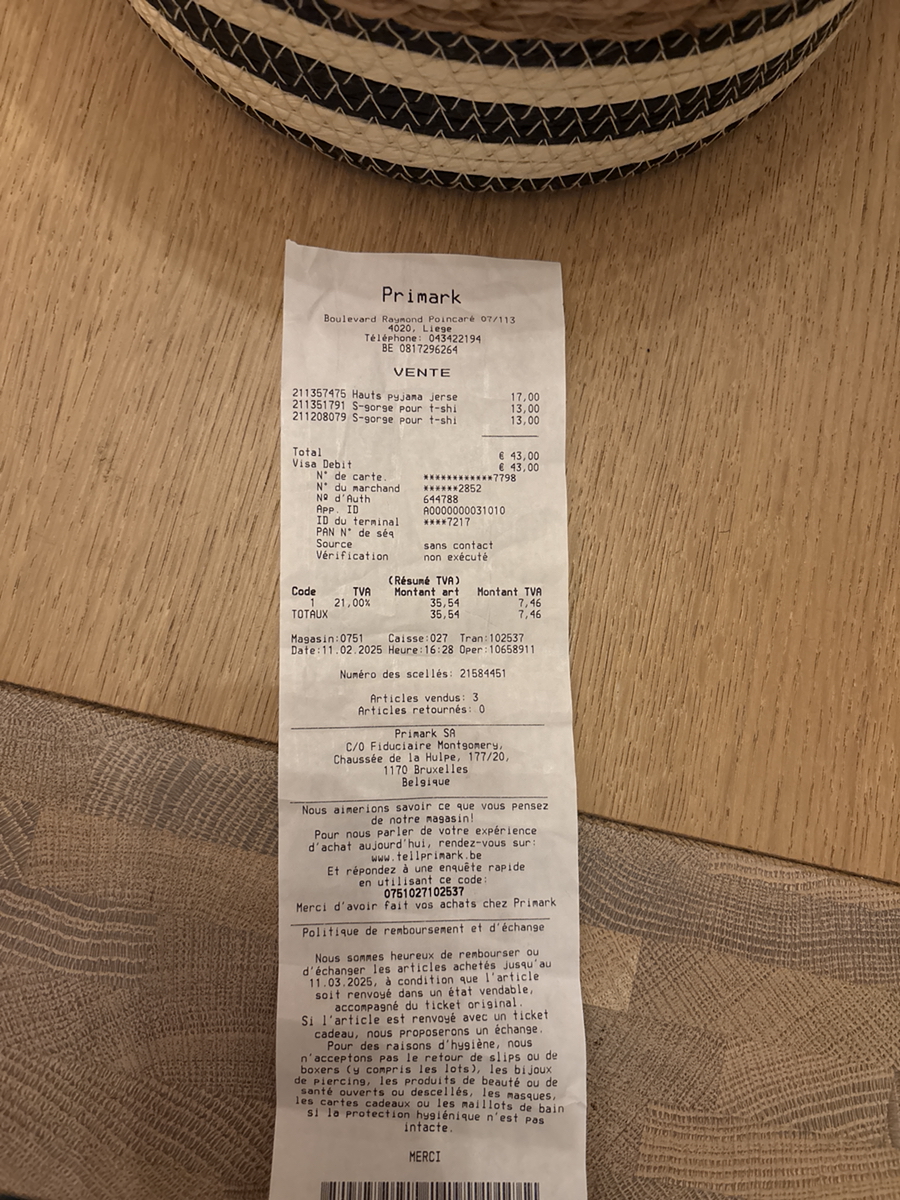 Primark
Boulevard Raymond Poincaré 07/113
4020, Liege
Téléphone: 043422194
BE 0817296264
VENTE
211357475 Hauts pyjama jerse 17,00
211351791 S-gorge pour t-shi 13,00
211208079 S-gorge pour t-shi 13,00
Total € 43,00
Visa Debit € 43,00
N° de carte. ************7798
N° du marchand ******2852
Nº d'Auth 644788
App. ID A0000000031010
ID du terminal ****7217
PAN N° de séq
Source sans contact
Vérification non exécuté
(Résumé TVA)
Code TVA Montant art Montant TVA
1 21,00% 35,54 7,46
TOTAUX 35,54 7,46
Magasin:0751 Caisse:027 Tran:102537
Date:11.02.2025 Heure:16:28 Oper:10658911
Numéro des scellés: 21584451
Articles vendus: 3
Articles retournés: 0
Primark SA
C/O Fiduciaire Montgomery,
Chaussée de la Hulpe, 177/20,
1170 Bruxelles
Belgique
Nous aimerions savoir ce que vous pensez
de notre magasin!
Pour nous parler de votre expérience
d'achat aujourd'hui, rendez-vous sur:
www.tellprimark.be
Et répondez à une enquête rapide
en utilisant ce code:
0751027102537
Merci d'avoir fait vos achats chez Primark
Politique de remboursement et d'échange
Nous sommes heureux de rembourser ou
d'échanger les articles achetés jusqu'au
11.03.2025, à condition que l'article
soit renvoyé dans un état vendable,
accompagné du ticket original.
Si l'article est renvoyé avec un ticket
cadeau, nous proposerons un échange.
Pour des raisons d'hygiène, nous
n'acceptons pas le retour de slips ou de
boxers (y compris les lots), les bijoux
de piercing, les produits de beauté ou de
santé ouverts ou descellés, les masques,
les cartes cadeaux ou les maillots de bain
si la protection hygiénique n'est pas
intacte.
MERCI